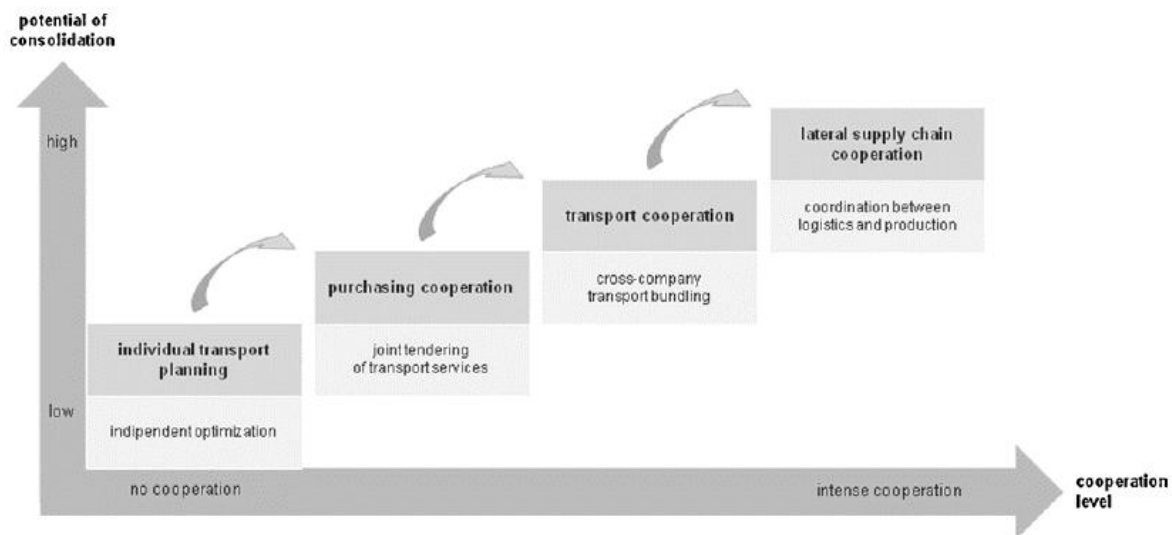 potential of
consolidation
high
low
individual transport
planning
indipendent optimization
purchasing cooperation
joint tendering
of transport services
transport cooperation
cross-company
transport bundling
lateral supply chain
cooperation
coordination between
logistics and production
no cooperation
intense cooperation
cooperation
level